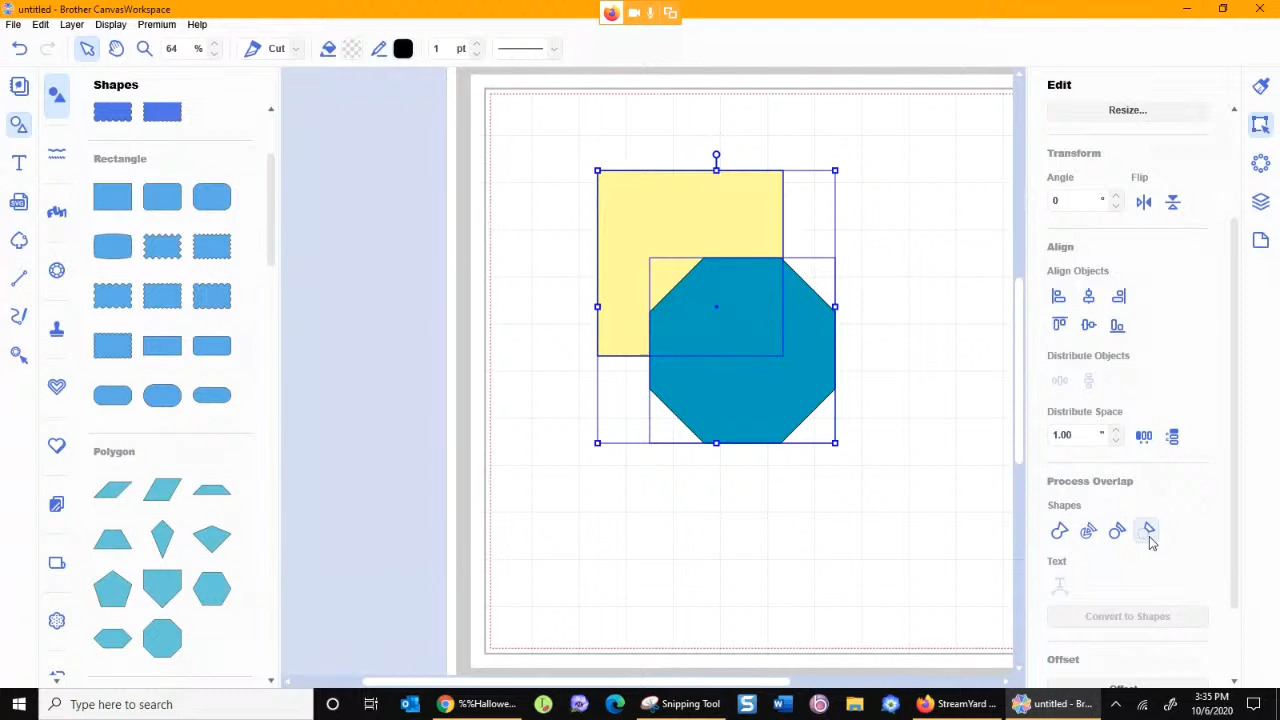 untitled - Brother CanvasWorkspace
File Edit Layer Display Premium Help
64 % Cut 1 pt
Shapes
Rectangle
Polygon
Edit
Resize...
Transform
Angle Flip
0 °
Align
Align Objects
Distribute Objects
Distribute Space
1.00 "
Process Overlap
Shapes
Text
Convert to Shapes
Offset
Offset
Type here to search
%%Hallowe...
Snipping Tool
StreamYard ...
untitled - Bro...
3:35 PM
10/6/2020